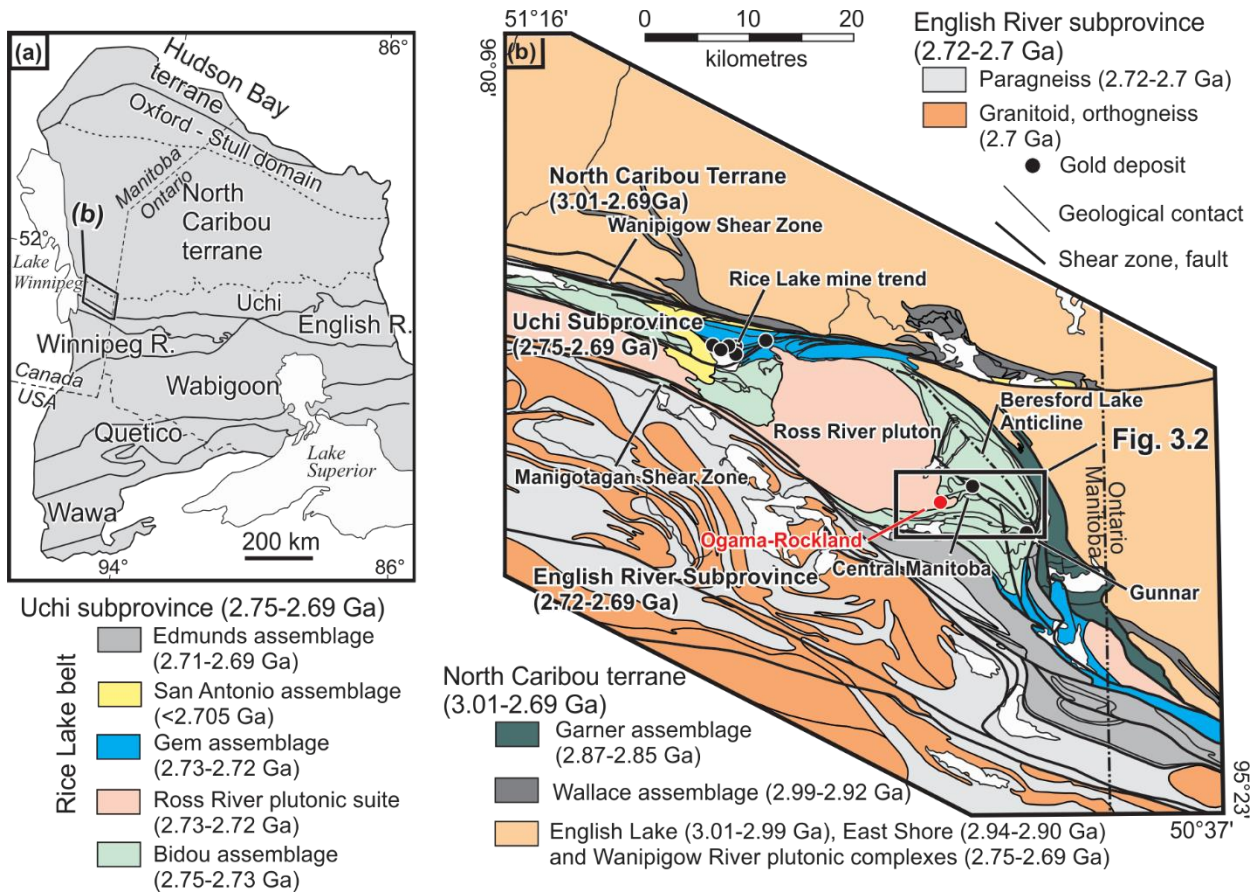 (a)
86°
Hudson Bay
terrane
Oxford - Stull domain
Manitoba
Ontario
North
Caribou
terrane
(b)
52°
Lake
Winnipeg
Uchi
English R.
Winnipeg R.
Canada
USA
Wabigoon
Quetico
Lake
Superior
Wawa
200 km
94°
86°
Uchi subprovince (2.75-2.69 Ga)
Rice Lake belt
Edmunds assemblage
(2.71-2.69 Ga)
San Antonio assemblage
(<2.705 Ga)
Gem assemblage
(2.73-2.72 Ga)
Ross River plutonic suite
(2.73-2.72 Ga)
Bidou assemblage
(2.75-2.73 Ga)
51°16'
0 10 20
kilometres
80.96°
(b)
English River subprovince
(2.72-2.7 Ga)
Paragneiss (2.72-2.7 Ga)
Granitoid, orthogneiss
(2.7 Ga)
Gold deposit
Geological contact
Shear zone, fault
North Caribou Terrane
(3.01-2.69Ga)
Wanipigow Shear Zone
Rice Lake mine trend
Uchi Subprovince
(2.75-2.69 Ga)
Beresford Lake
Anticline
Ross River pluton
Fig. 3.2
Manigotagan Shear Zone
Ontario
Manitoba
Ogama-Rockland
Central Manitoba
Gunnar
English River Subprovince
(2.72-2.69 Ga)
95°23'
50°37'
North Caribou terrane
(3.01-2.69 Ga)
Garner assemblage
(2.87-2.85 Ga)
Wallace assemblage (2.99-2.92 Ga)
English Lake (3.01-2.99 Ga), East Shore (2.94-2.90 Ga)
and Wanipigow River plutonic complexes (2.75-2.69 Ga)